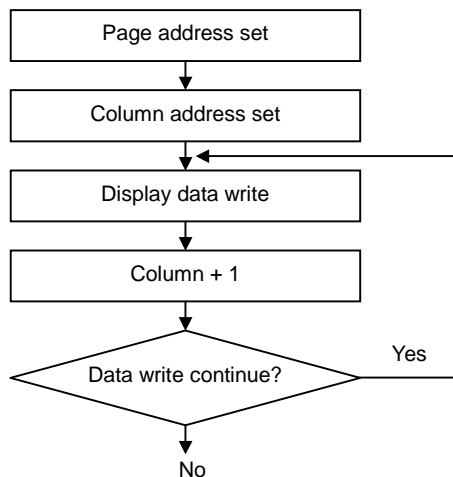 Page address set
Column address set
Display data write
Column + 1
Data write continue?
Yes
No